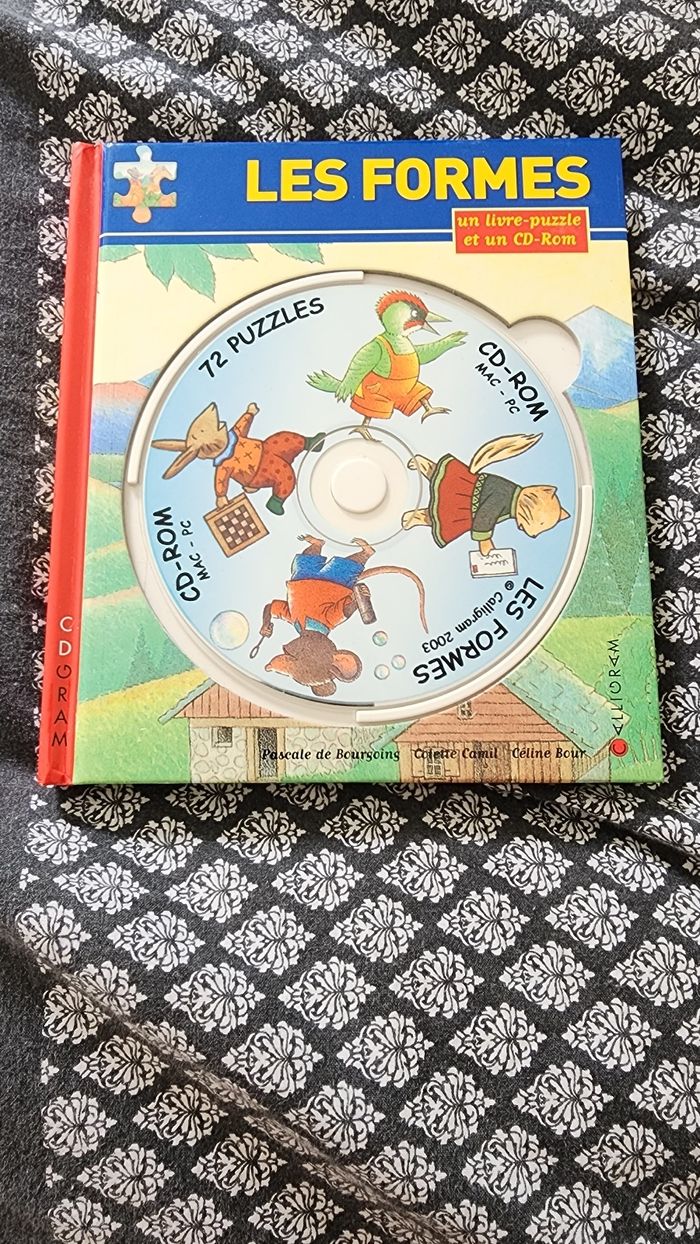 LES FORMES
un livre-puzzle
et un CD-Rom
72 PUZZLES
CD-ROM
MAC - PC
CD-ROM
MAC - PC
LES FORMES
© Calligram 2003
CDGRAM
Pascale de Bourgoing Colette Camil Céline Bour
CALLIGRAM